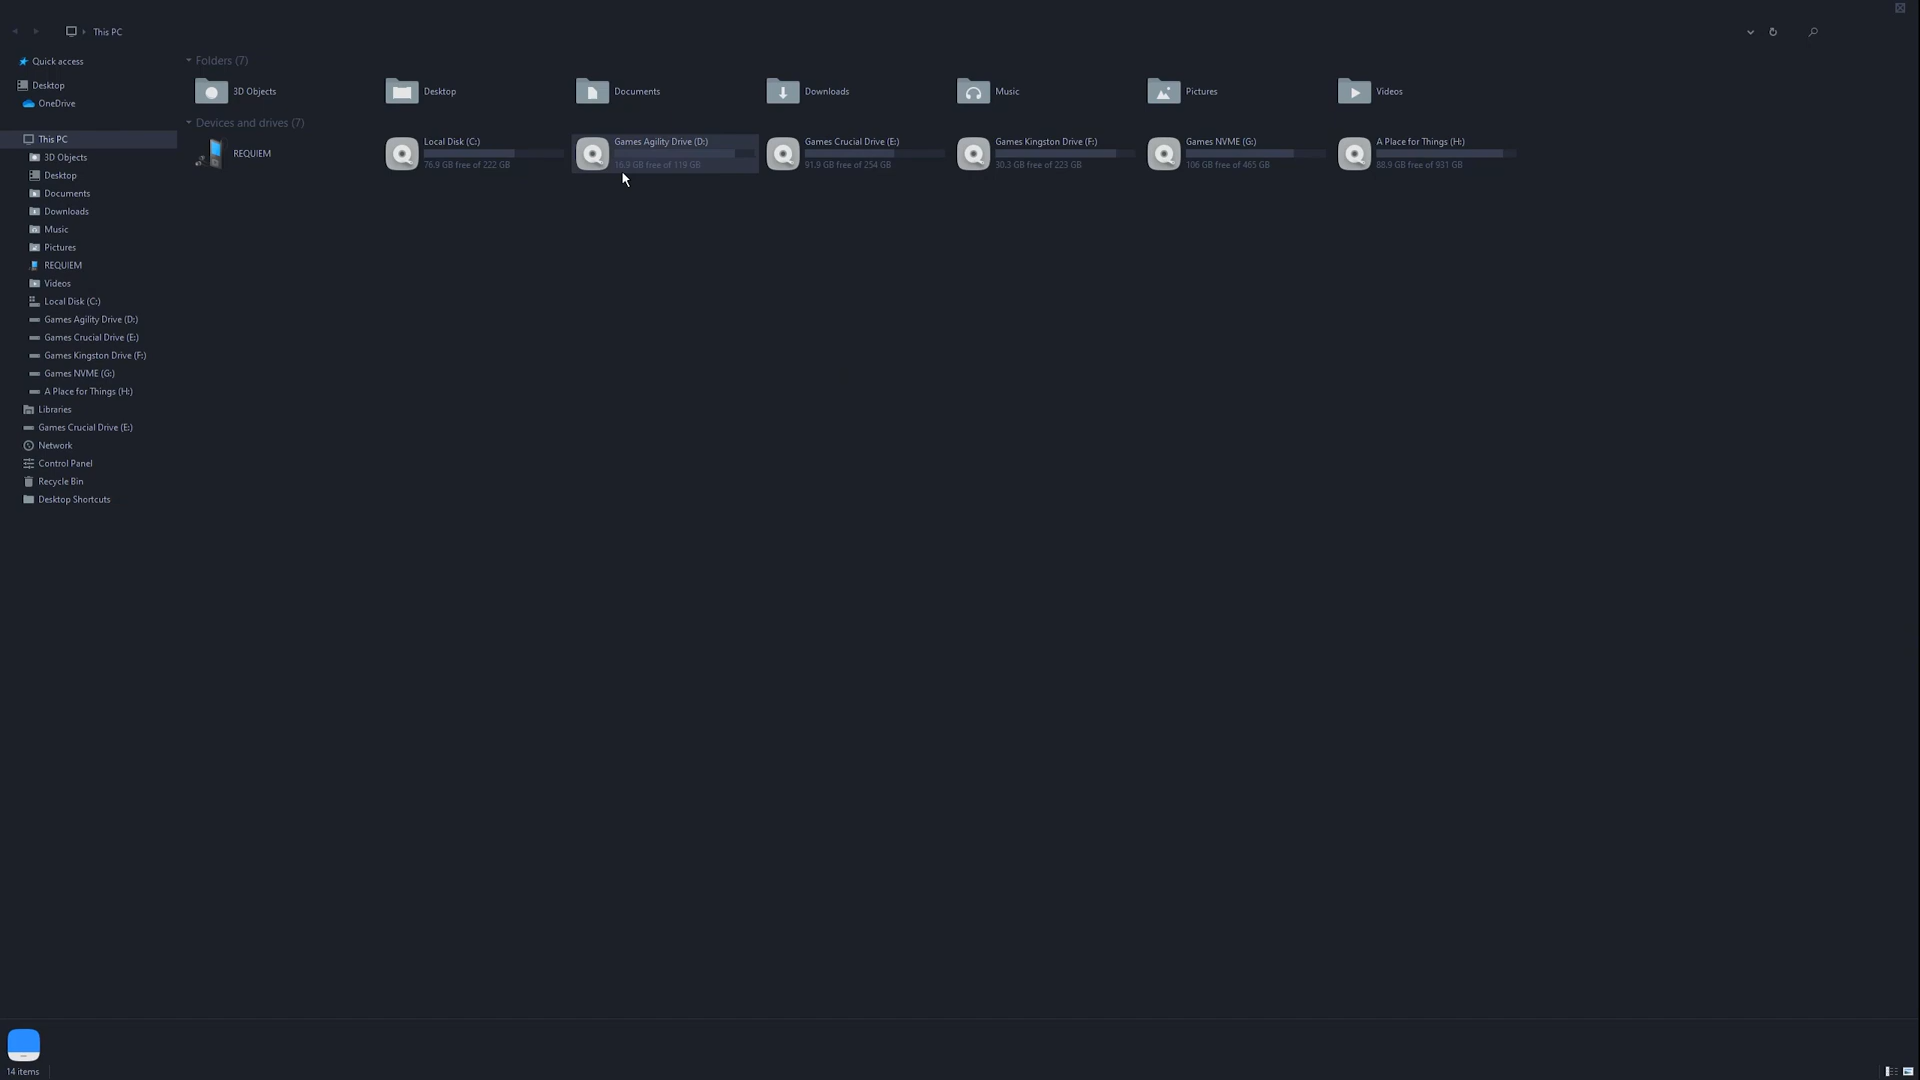 This PC
Quick access
Desktop
OneDrive
This PC
3D Objects
Desktop
Documents
Downloads
Music
Pictures
REQUIEM
Videos
Local Disk (C:)
Games Agility Drive (D:)
Games Crucial Drive (E:)
Games Kingston Drive (F:)
Games NVME (G:)
A Place for Things (H:)
Libraries
Games Crucial Drive (E:)
Network
Control Panel
Recycle Bin
Desktop Shortcuts
Folders (7)
3D Objects
Desktop
Documents
Downloads
Music
Pictures
Videos
Devices and drives (7)
REQUIEM
Local Disk (C:)
76.9 GB free of 222 GB
Games Agility Drive (D:)
16.9 GB free of 119 GB
Games Crucial Drive (E:)
91.9 GB free of 254 GB
Games Kingston Drive (F:)
30.3 GB free of 223 GB
Games NVME (G:)
106 GB free of 465 GB
A Place for Things (H:)
88.9 GB free of 931 GB
14 items